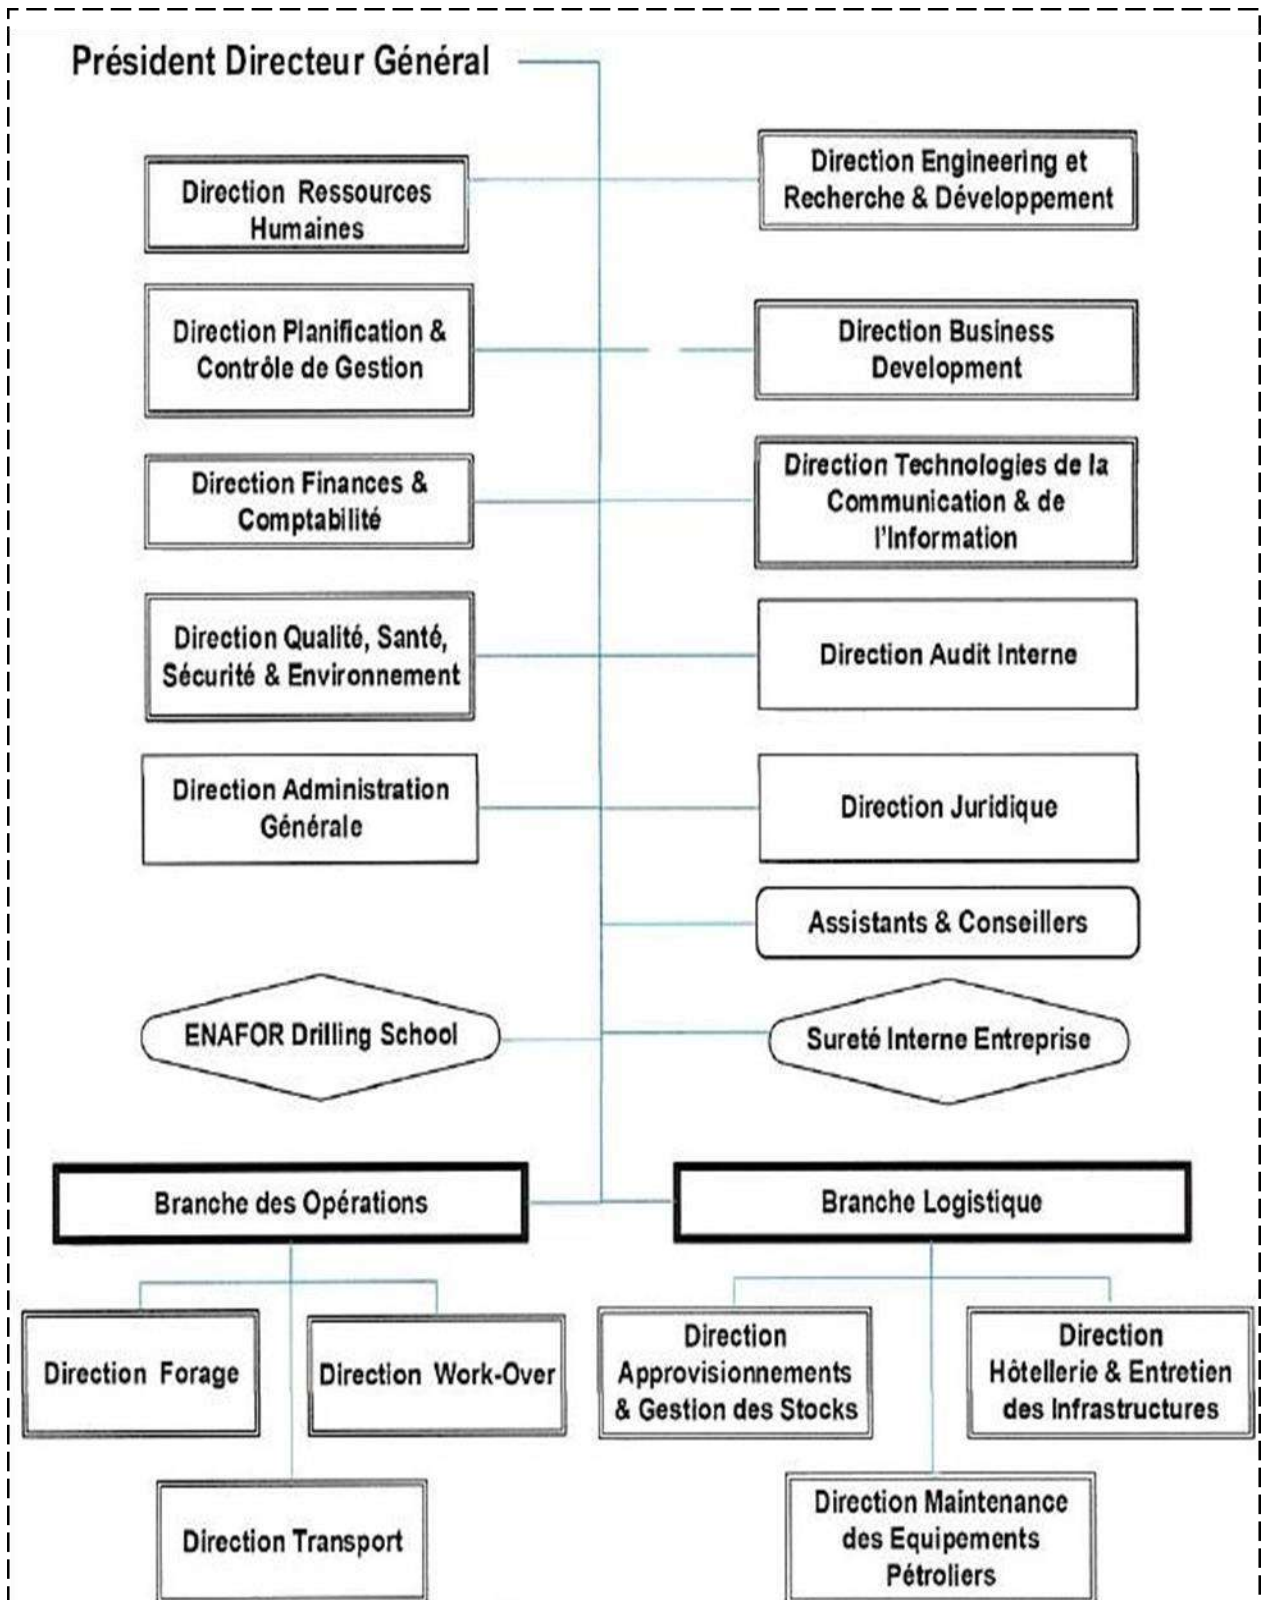 Président Directeur Général
Direction Ressources
Humaines
Direction Engineering et
Recherche & Développement
Direction Planification &
Contrôle de Gestion
Direction Business
Development
Direction Finances &
Comptabilité
Direction Technologies de la
Communication & de
l'Information
Direction Qualité, Santé,
Sécurité & Environnement
Direction Audit Interne
Direction Administration
Générale
Direction Juridique
Assistants & Conseillers
ENAFOR Drilling School
Sureté Interne Entreprise
Branche des Opérations
Branche Logistique
Direction Forage
Direction Work-Over
Direction
Approvisionnements
& Gestion des Stocks
Direction
Hôtellerie & Entretien
des Infrastructures
Direction Transport
Direction Maintenance
des Equipements
Pétroliers